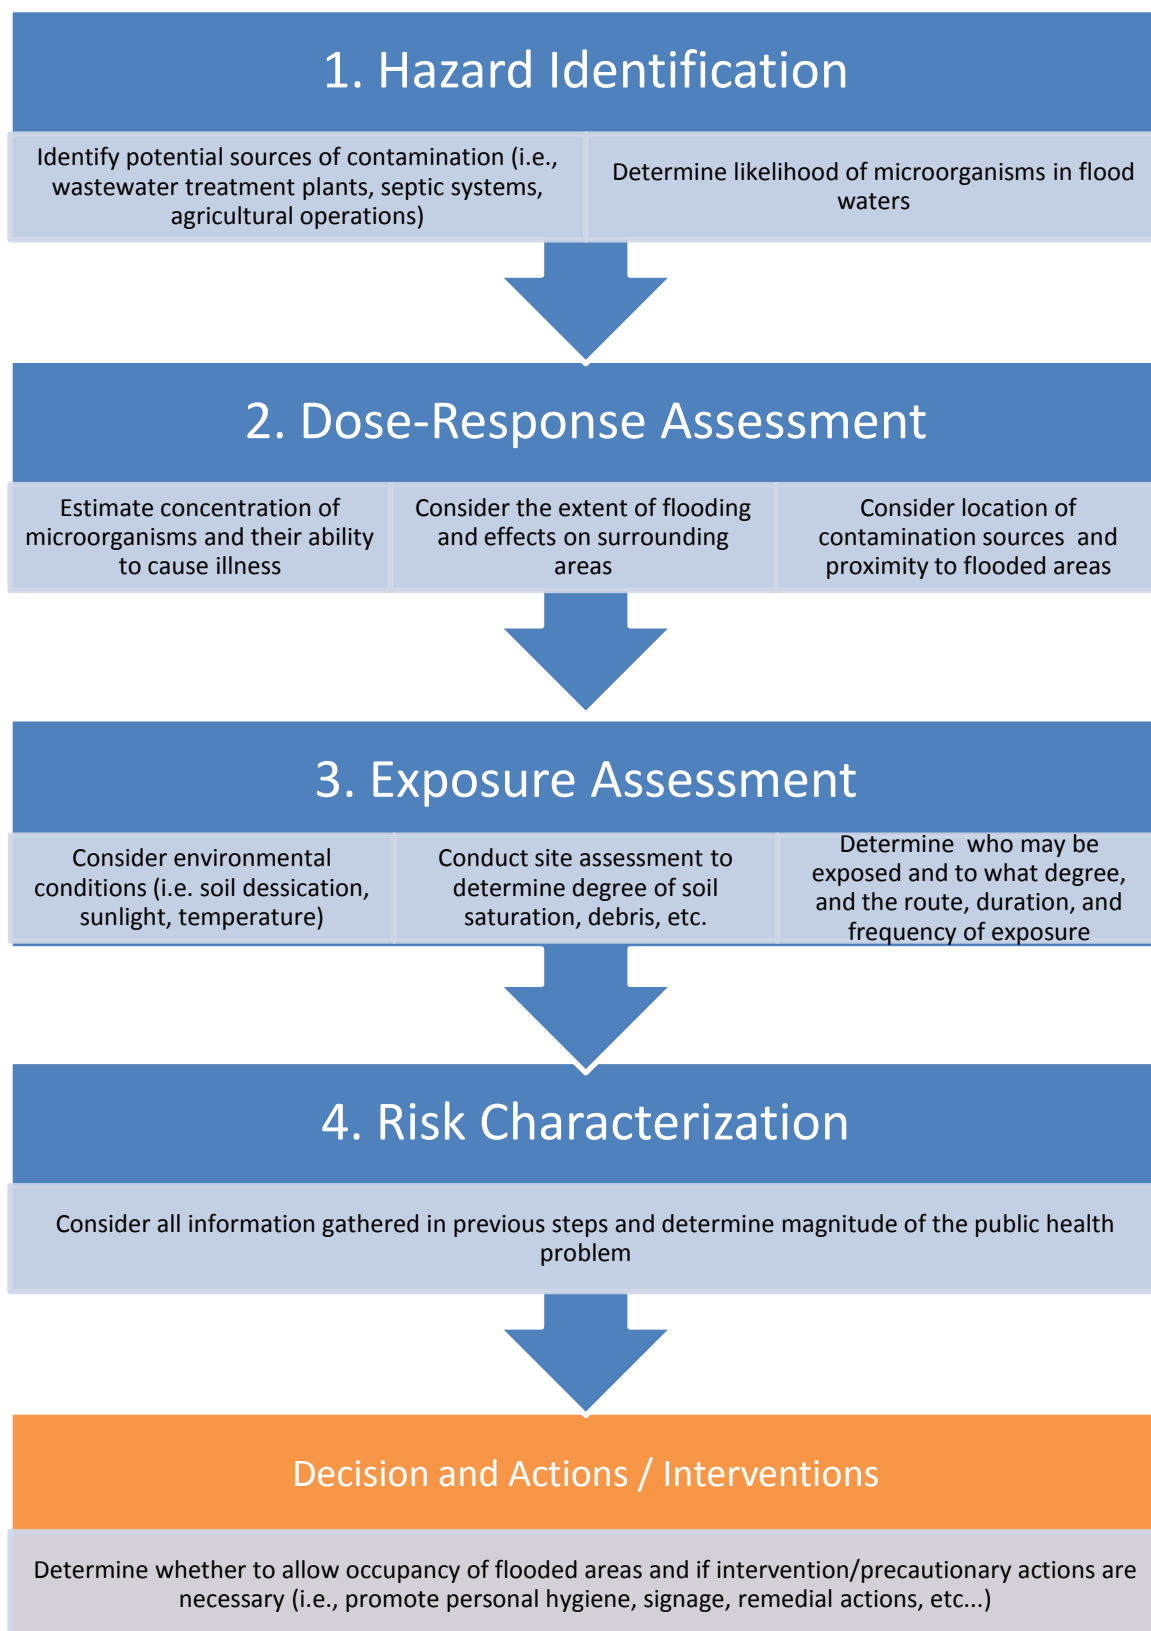 1. Hazard Identification
Identify potential sources of contamination (i.e.,
wastewater treatment plants, septic systems,
agricultural operations)
Determine likelihood of microorganisms in flood
waters
2. Dose-Response Assessment
Estimate concentration of
microorganisms and their ability
to cause illness
Consider the extent of flooding
and effects on surrounding
areas
Consider location of
contamination sources and
proximity to flooded areas
3. Exposure Assessment
Consider environmental
conditions (i.e. soil dessication,
sunlight, temperature)
Conduct site assessment to
determine degree of soil
saturation, debris, etc.
Determine who may be
exposed and to what degree,
and the route, duration, and
frequency of exposure
4. Risk Characterization
Consider all information gathered in previous steps and determine magnitude of the public health
problem
Decision and Actions / Interventions
Determine whether to allow occupancy of flooded areas and if intervention/precautionary actions are
necessary (i.e., promote personal hygiene, signage, remedial actions, etc...)